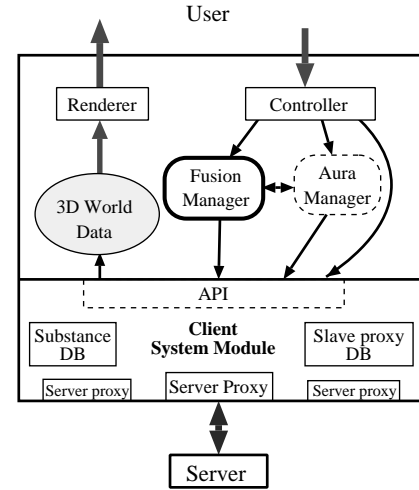 User
Renderer
Controller
Fusion
Manager
Aura
Manager
3D World
Data
API
Substance
DB
Client
System Module
Slave proxy
DB
Server proxy
Server Proxy
Server proxy
Server